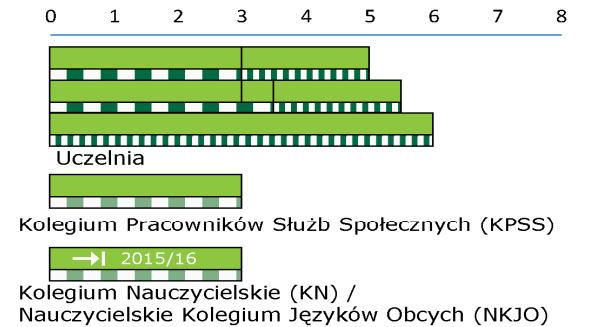 0 1 2 3 4 5 6 7 8
Uczelnia
Kolegium Pracowników Służb Społecznych (KPSS)
2015/16
Kolegium Nauczycielskie (KN) /
Nauczycielskie Kolegium Języków Obcych (NKJO)